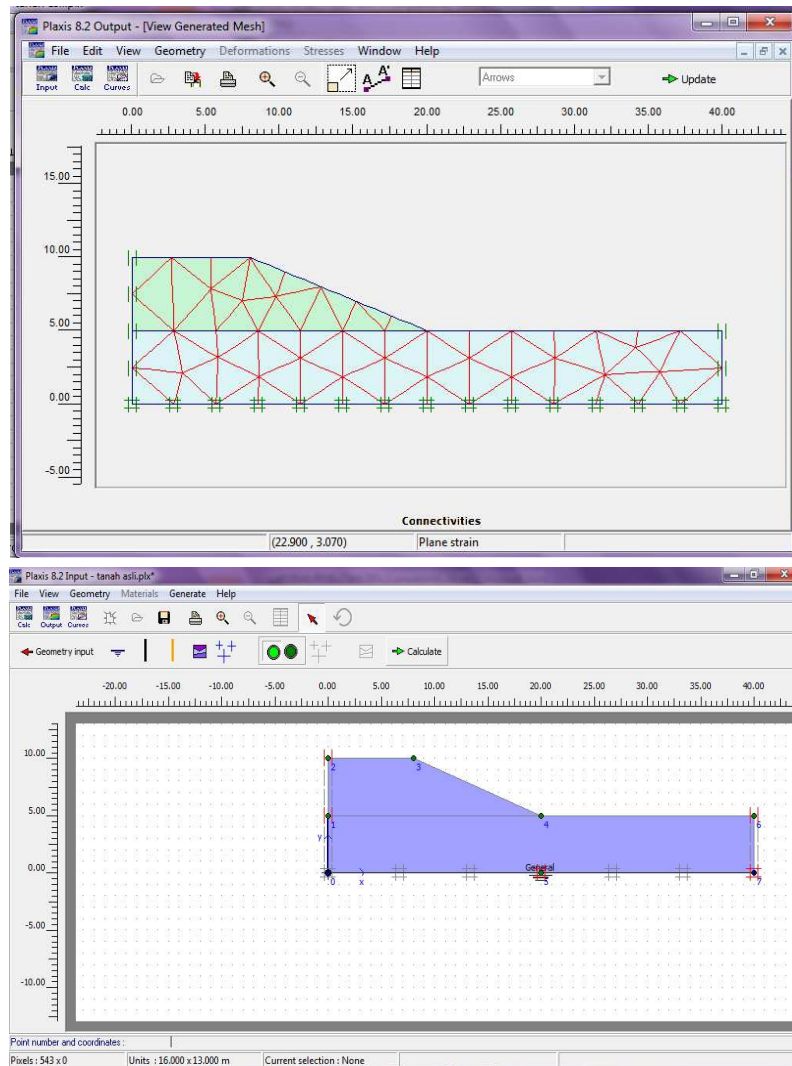 Plaxis 8.2 Output - [View Generated Mesh]
File Edit View Geometry Deformations Stresses Window Help
Input Calc Curves A A' Arrows Update
0.00 5.00 10.00 15.00 20.00 25.00 30.00 35.00 40.00
15.00
10.00
5.00
0.00
-5.00
Connectivities
(22.900 , 3.070) Plane strain
Plaxis 8.2 Input - tanah asli.plx*
File View Geometry Materials Generate Help
Calc Output Curves
Geometry input Calculate
-20.00 -15.00 -10.00 -5.00 0.00 5.00 10.00 15.00 20.00 25.00 30.00 35.00 40.00
10.00
2 3
5.00
1 4 6
y
0.00
General
0 x 5 7
-5.00
-10.00
Point number and coordinates :
Pixels : 543 x 0 Units : 16.000 x 13.000 m Current selection : None